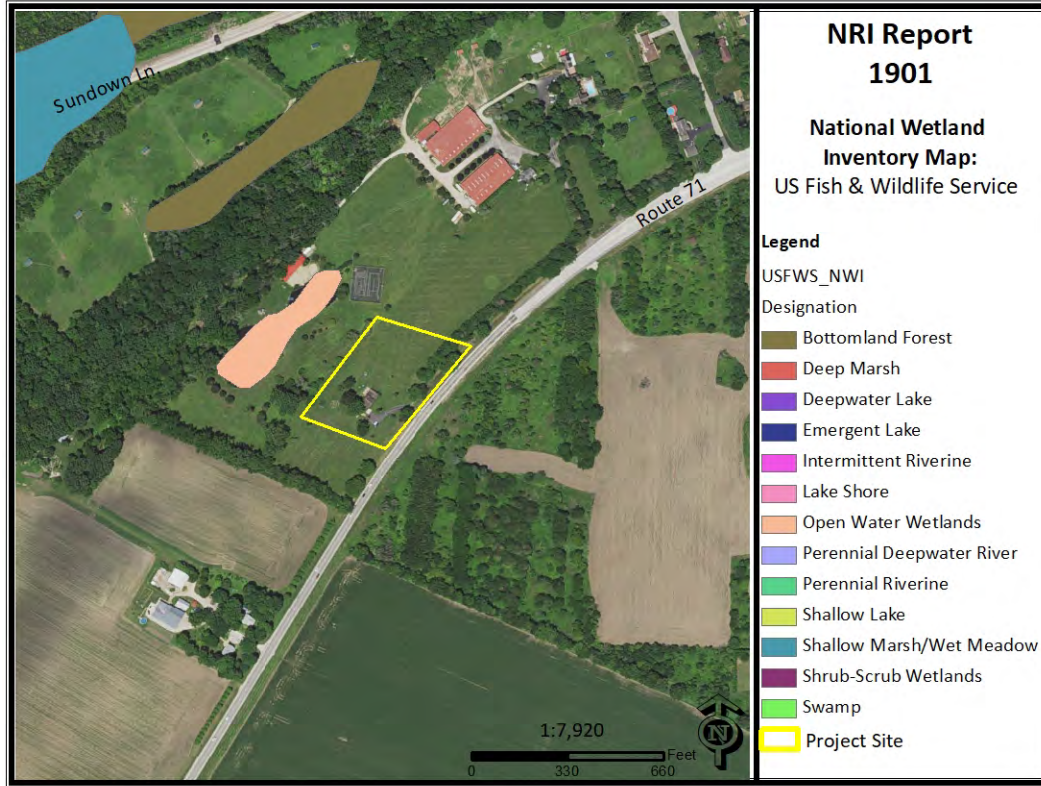 Sundown Ln.
Route 71
1:7,920
N
Feet
0 330 660
NRI Report
1901
National Wetland
Inventory Map:
US Fish & Wildlife Service
Legend
USFWS_NWI
Designation
Bottomland Forest
Deep Marsh
Deepwater Lake
Emergent Lake
Intermittent Riverine
Lake Shore
Open Water Wetlands
Perennial Deepwater River
Perennial Riverine
Shallow Lake
Shallow Marsh/Wet Meadow
Shrub-Scrub Wetlands
Swamp
Project Site